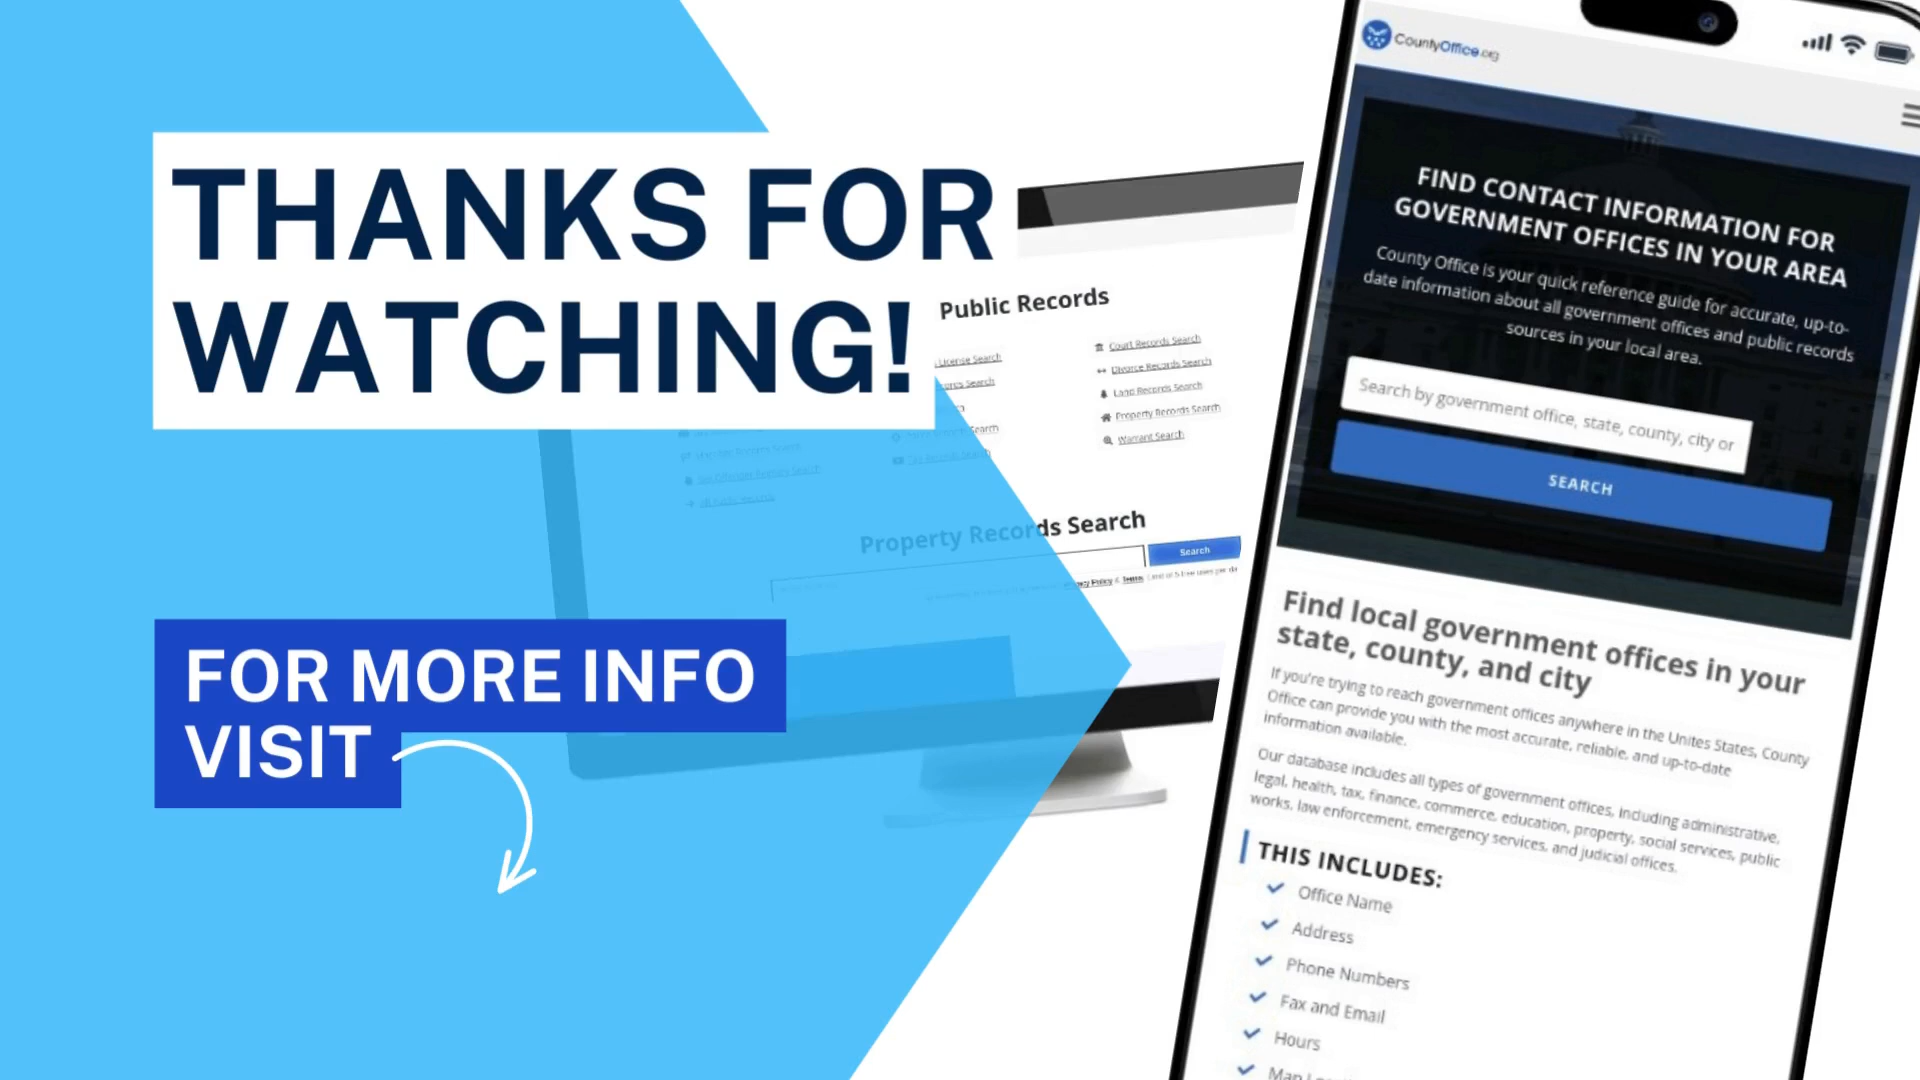 THANKS FOR
WATCHING!
FOR MORE INFO
VISIT
Public Records
License Search
Search
Search
Court Records Search
Divorce Records Search
Land Records Search
Property Records Search
Warrant Search
Property Records Search
Search
Policy & Terms
CountyOffice.org
FIND CONTACT INFORMATION FOR
GOVERNMENT OFFICES IN YOUR AREA
County Office is your quick reference guide for accurate, up-to-
date information about all government offices and public records
sources in your local area.
Search by government office, state, county, city or
SEARCH
Find local government offices in your
state, county, and city
If you're trying to reach government offices anywhere in the Unites States, County
Office can provide you with the most accurate, reliable, and up-to-date
information available.
Our database includes all types of government offices, including administrative,
legal, health, tax, finance, commerce, education, property, social services, public
works, law enforcement, emergency services, and judicial offices.
THIS INCLUDES:
Office Name
Address
Phone Numbers
Fax and Email
Hours